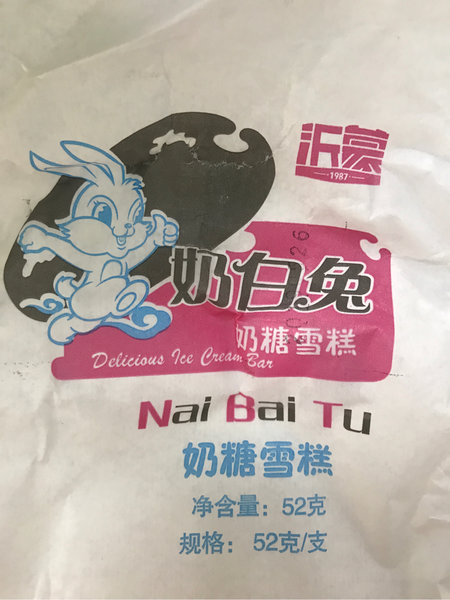 沂蒙
1987
奶白兔
奶糖雪糕
Delicious Ice Cream Bar
Nai Bai Tu
奶糖雪糕
净含量：52克
规格：52克/支